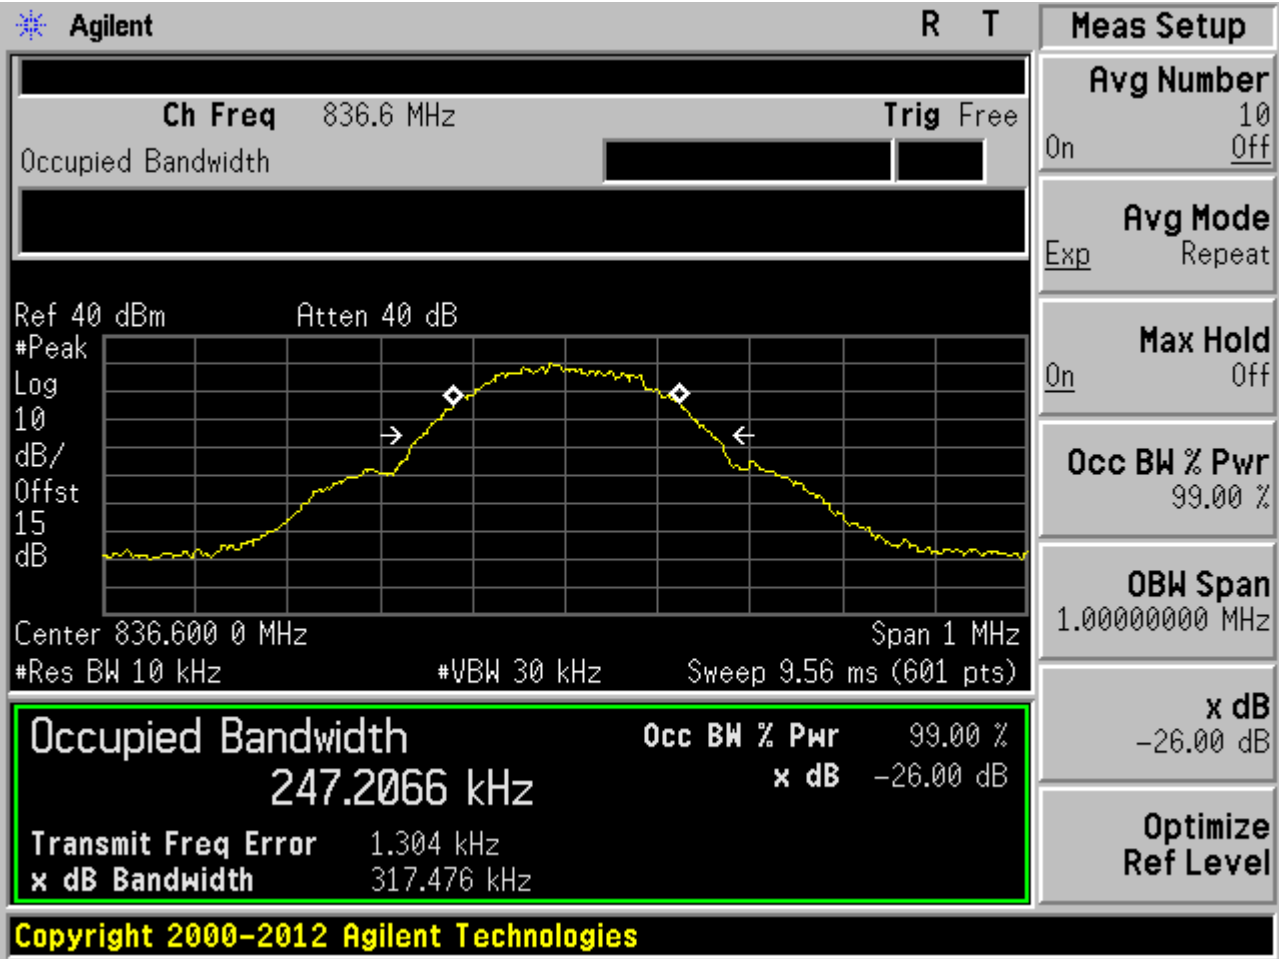 Agilent R T
Ch Freq 836.6 MHz Trig Free
Occupied Bandwidth
Ref 40 dBm Atten 40 dB
#Peak
Log
10
dB/
Offst
15
dB
Center 836.600 0 MHz Span 1 MHz
#Res BW 10 kHz #VBW 30 kHz Sweep 9.56 ms (601 pts)
Occupied Bandwidth
247.2066 kHz
Occ BW % Pwr 99.00 %
x dB -26.00 dB
Transmit Freq Error 1.304 kHz
x dB Bandwidth 317.476 kHz
Copyright 2000-2012 Agilent Technologies
Meas Setup
Avg Number
10
On Off
Avg Mode
Exp Repeat
Max Hold
On Off
Occ BW % Pwr
99.00 %
OBW Span
1.00000000 MHz
x dB
-26.00 dB
Optimize
Ref Level